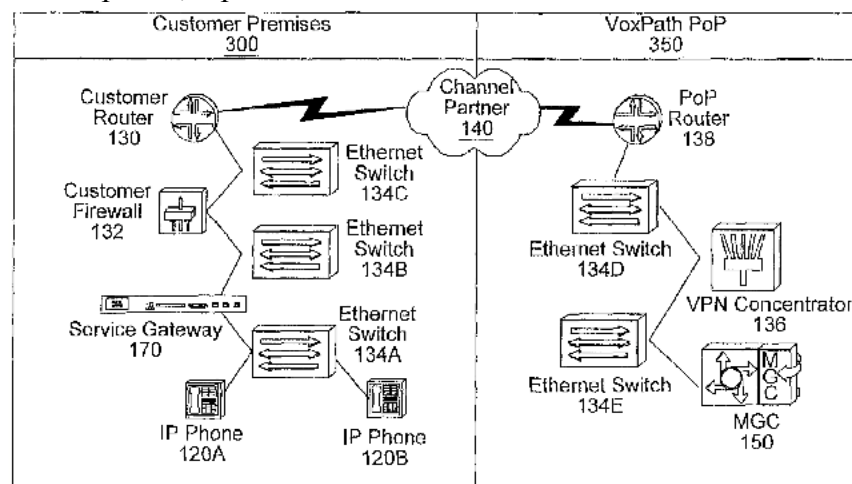 Customer Premises
300
VoxPath PoP
350
Customer
Router
130
Channel
Partner
140
PoP
Router
138
Ethernet
Switch
134C
Customer
Firewall
132
Ethernet
Switch
134B
Ethernet Switch
134D
VPN Concentrator
136
Service Gateway
170
Ethernet
Switch
134A
Ethernet Switch
134E
M
G
C
MGC
150
IP Phone
120A
IP Phone
120B